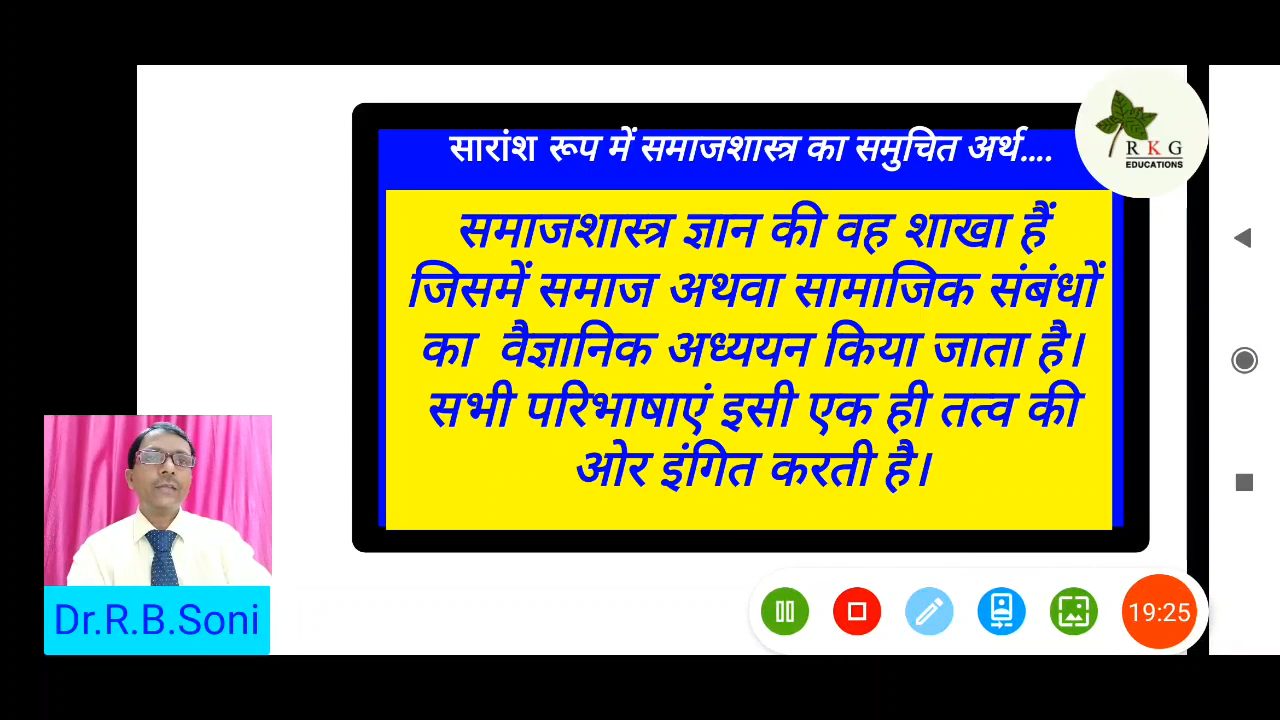 सारांश रूप में समाजशास्त्र का समुचित अर्थ....
R K G
EDUCATIONS
समाजशास्त्र ज्ञान की वह शाखा हैं
जिसमें समाज अथवा सामाजिक संबंधों
का वैज्ञानिक अध्ययन किया जाता है।
सभी परिभाषाएं इसी एक ही तत्व की
ओर इंगित करती है।
Dr.R.B.Soni
19:25